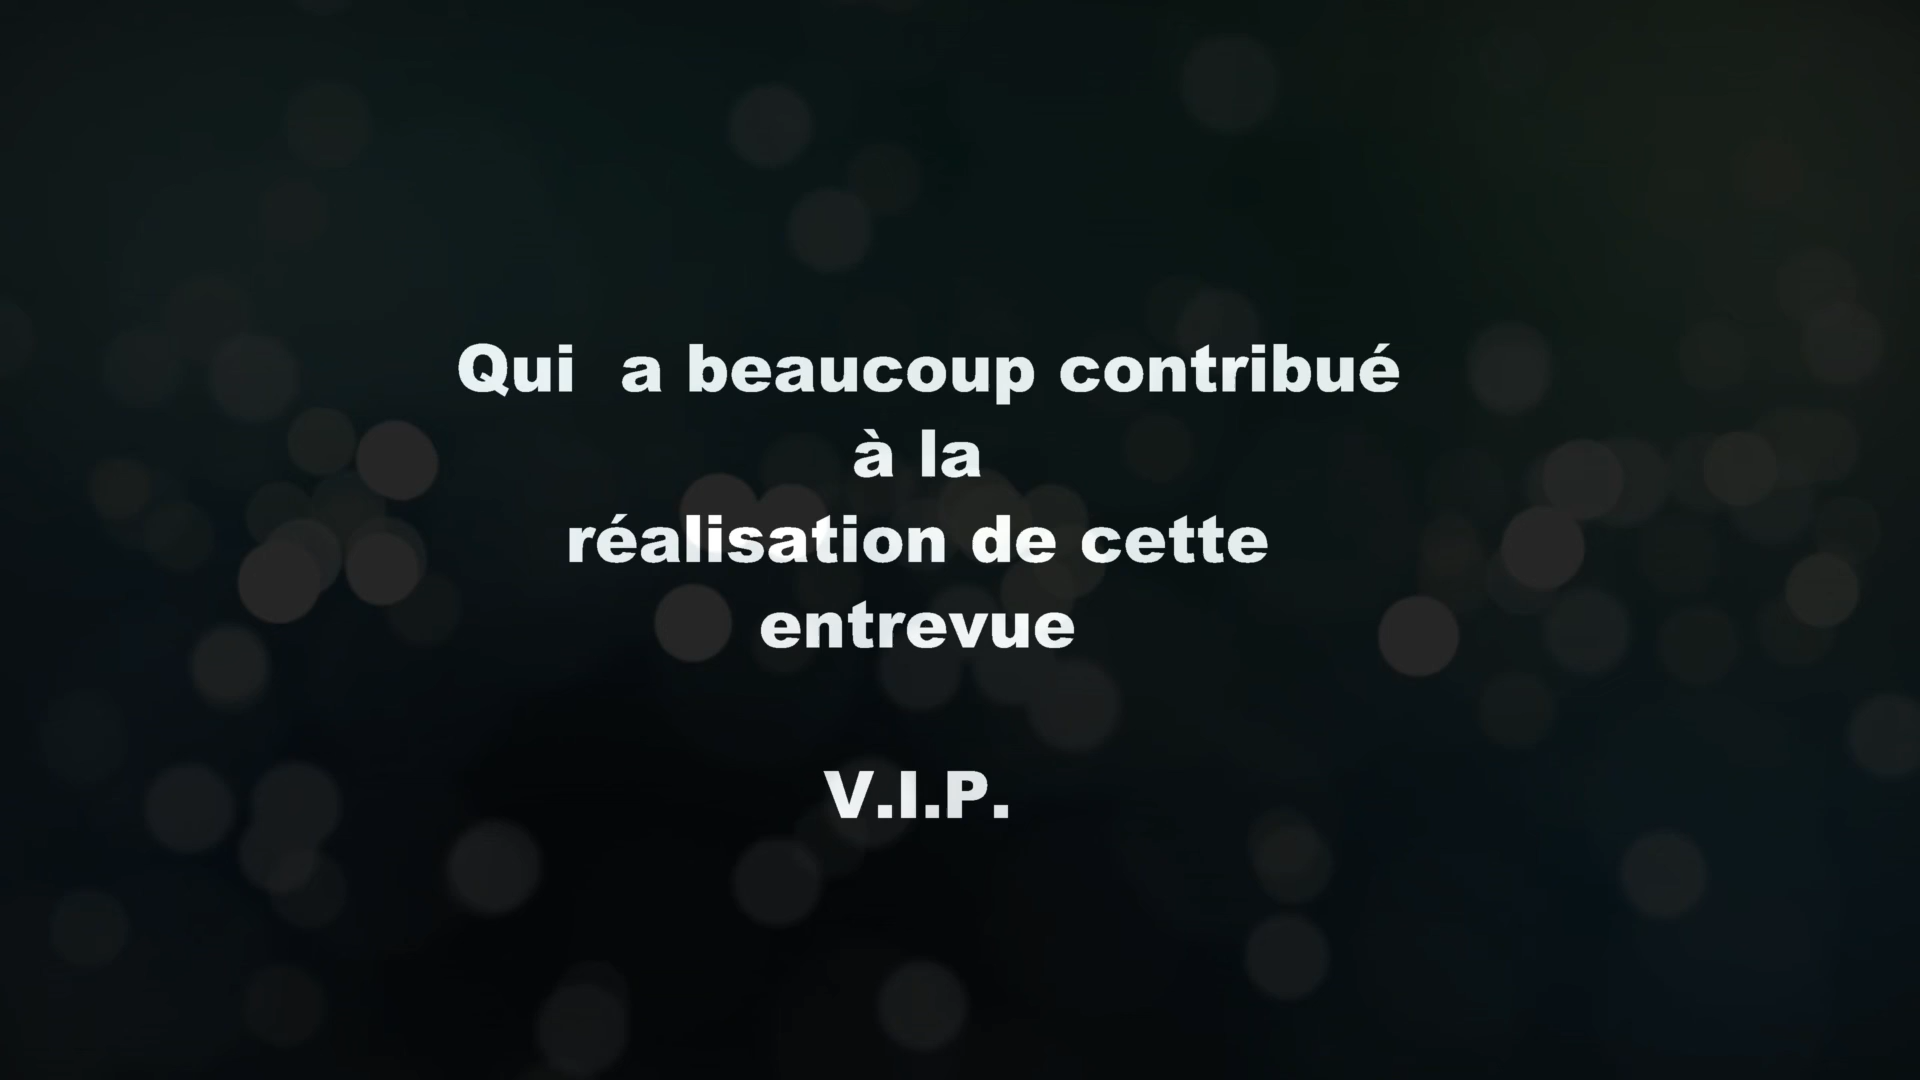 Qui  a beaucoup contribué
à la
réalisation de cette
entrevue
V.I.P.